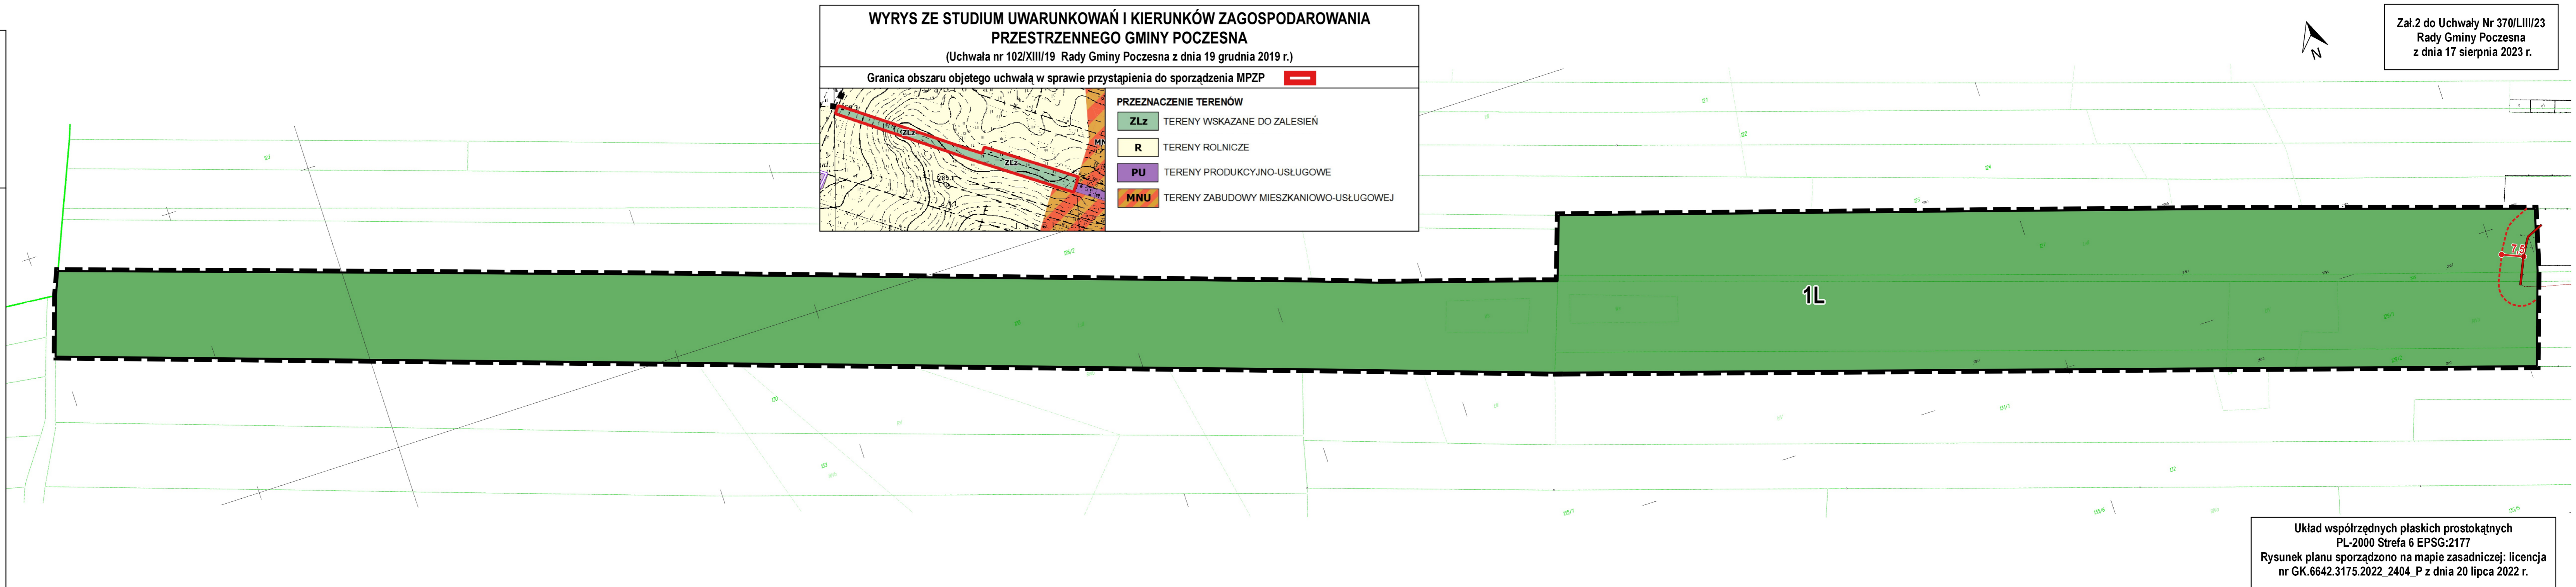 WYRYS ZE STUDIUM UWARUNKOWAŃ I KIERUNKÓW ZAGOSPODAROWANIA
PRZESTRZENNEGO GMINY POCZESNA
(Uchwała nr 102/XIII/19 Rady Gminy Poczesna z dnia 19 grudnia 2019 r.)
Granica obszaru objetego uchwałą w sprawie przystąpienia do sporządzenia MPZP
PRZEZNACZENIE TERENÓW
ZLz TERENY WSKAZANE DO ZALESIEŃ
R TERENY ROLNICZE
PU TERENY PRODUKCYJNO-USŁUGOWE
MNU TERENY ZABUDOWY MIESZKANIOWO-USŁUGOWEJ
ZLz
ZLz
MN
N
Zał.2 do Uchwały Nr 370/LIII/23
Rady Gminy Poczesna
z dnia 17 sierpnia 2023 r.
7,5
1L
Układ współrzędnych płaskich prostokątnych
PL-2000 Strefa 6 EPSG:2177
Rysunek planu sporządzono na mapie zasadniczej: licencja
nr GK.6642.3175.2022_2404_P z dnia 20 lipca 2022 r.